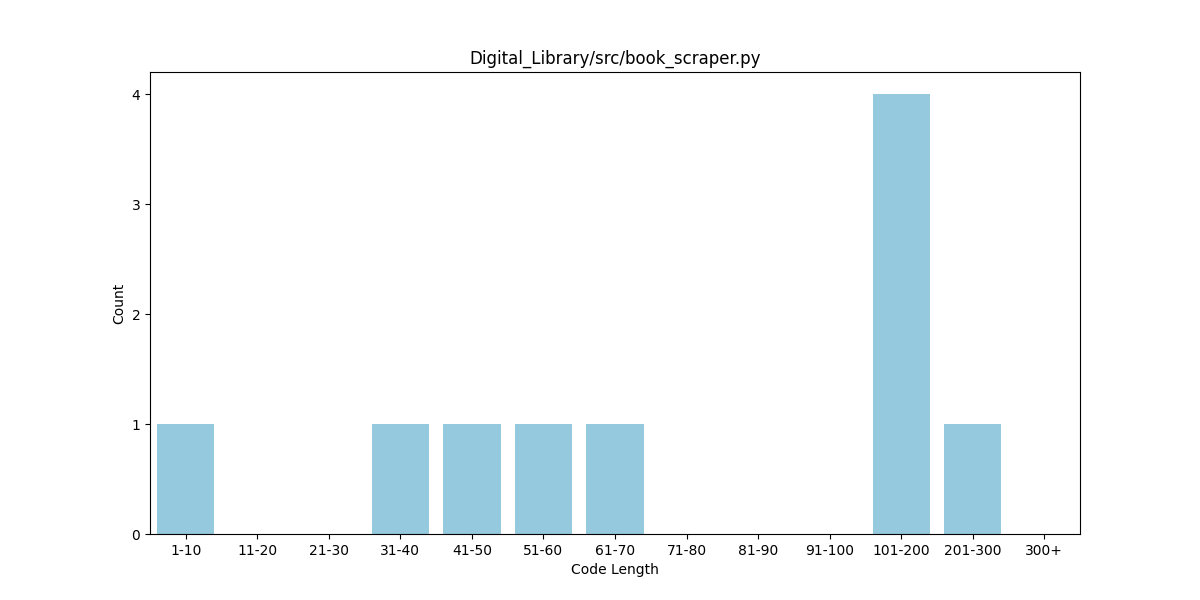 Digital_Library/src/book_scraper.py
4
3
2
1
0
Count
1-10 11-20 21-30 31-40 41-50 51-60 61-70 71-80 81-90 91-100 101-200 201-300 300+
Code Length